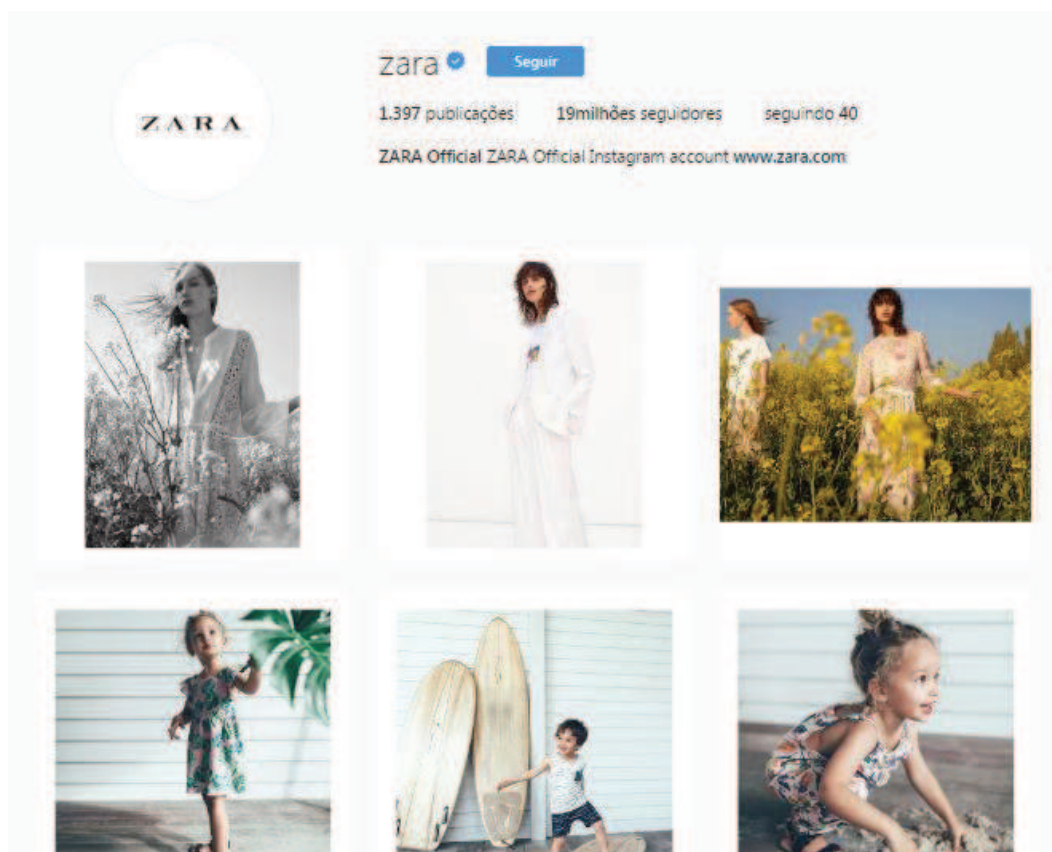 ZARA
zara Seguir
1.397 publicações 19milhões seguidores seguindo 40
ZARA Official ZARA Official Instagram account www.zara.com